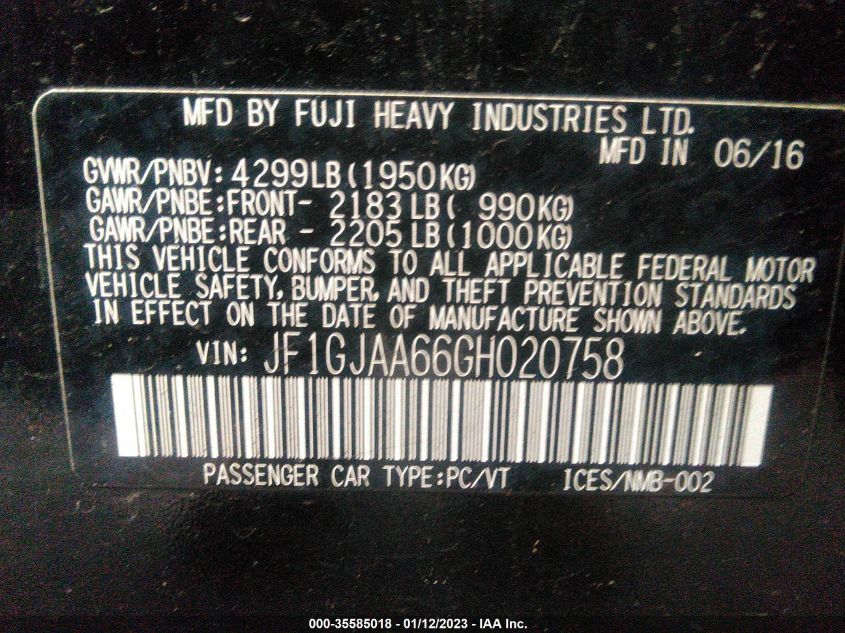 MFD BY FUJI HEAVY INDUSTRIES LTD.
MFD IN 06/16
GVWR/PNBV: 4299LB (1950KG)
GAWR/PNBE:FRONT- 2183 LB ( 990KG)
GAWR/PNBE:REAR - 2205 LB (1000KG)
THIS VEHICLE CONFORMS TO ALL APPLICABLE FEDERAL MOTOR
VEHICLE SAFETY, BUMPER, AND THEFT PREVENTION STANDARDS
IN EFFECT ON THE DATE OF MANUFACTURE SHOWN ABOVE.
VIN: JF1GJAA66GH020758
PASSENGER CAR TYPE:PC/VT ICES/NMB-002
000-35585018 - 01/12/2023 - IAA Inc.